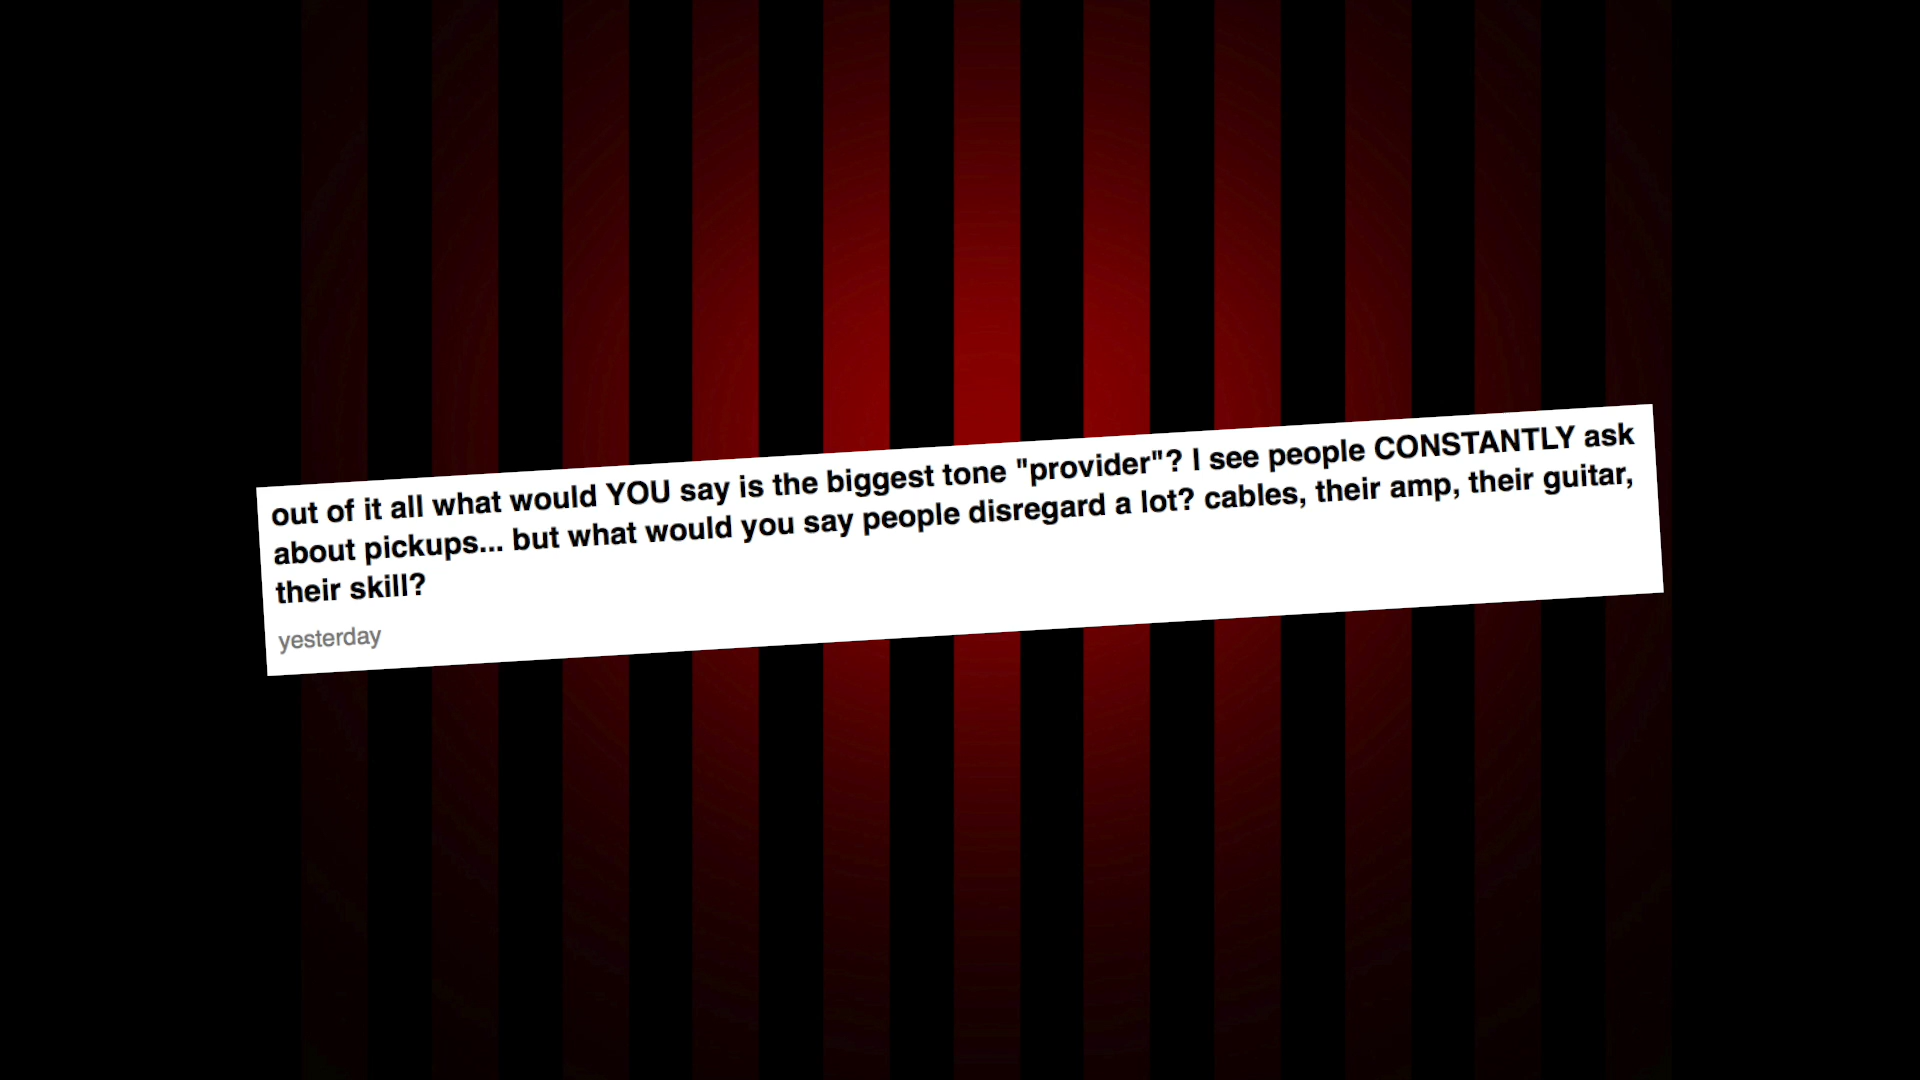 out of it all what would YOU say is the biggest tone "provider"? I see people CONSTANTLY ask
about pickups... but what would you say people disregard a lot? cables, their amp, their guitar,
their skill?
yesterday